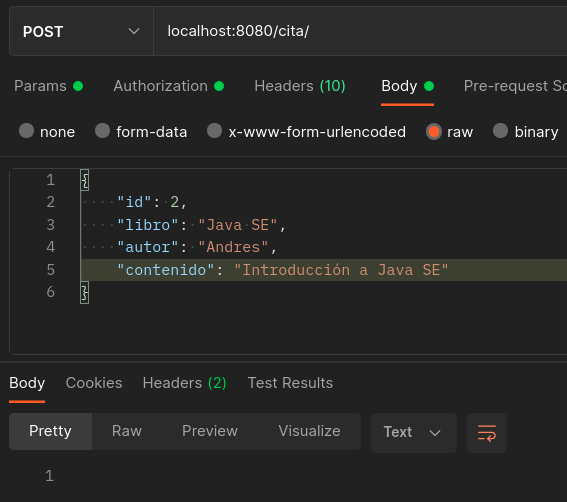 POST localhost:8080/cita/
Params Authorization Headers (10) Body Pre-request Sc
none form-data x-www-form-urlencoded raw binary
1 {
2 "id": 2,
3 "libro": "Java SE",
4 "autor": "Andres",
5 "contenido": "Introducción a Java SE"
6 }
Body Cookies Headers (2) Test Results
Pretty Raw Preview Visualize Text
1